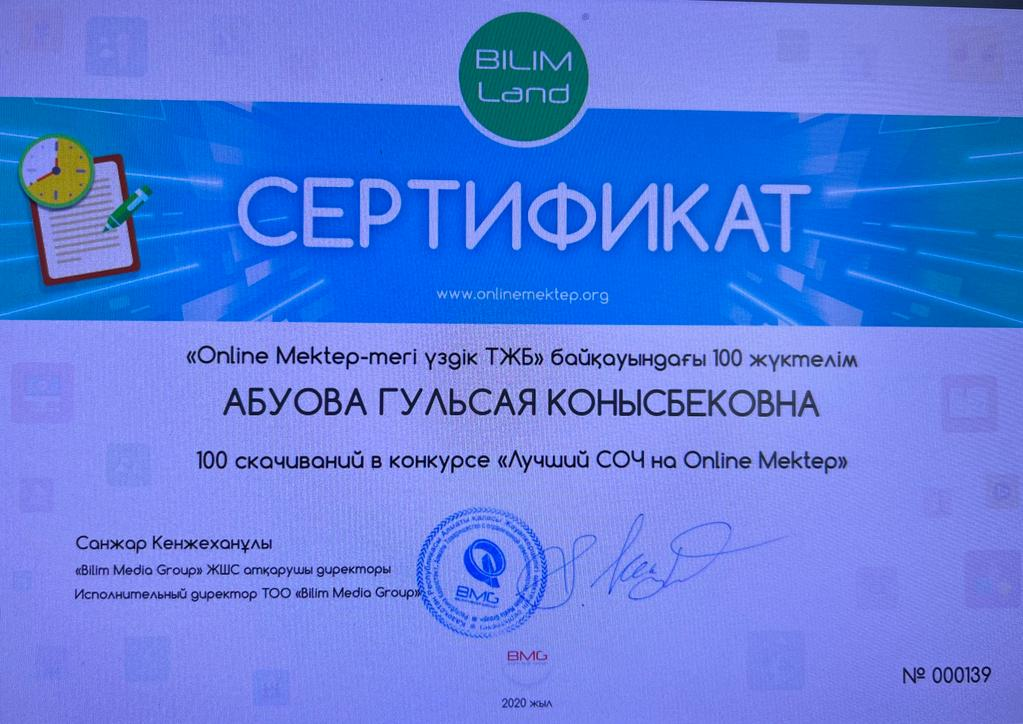 BILIM
Land
СЕРТИФИКАТ
www.onlinemektep.org
«Online Mektep-тегі үздік ТЖБ» байқауындағы 100 жүктелім
АБУОВА ГУЛЬСАЯ КОНЫСБЕКОВНА
100 скачиваний в конкурсе «Лучший СОЧ на Online Mektep»
Санжар Кенжеханұлы
«Bilim Media Group» ЖШС атқарушы директоры
Исполнительный директор ТОО «Bilim Media Group»
BMG
BMG
№ 000139
2020 жыл